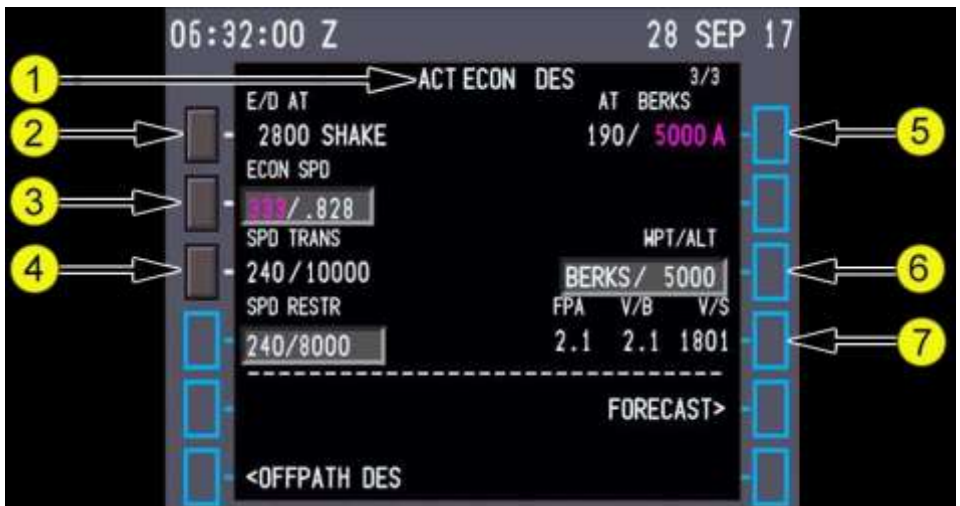 06:32:00 Z 28 SEP 17
1 ACT ECON DES 3/3
E/D AT AT BERKS
2 2800 SHAKE 190/ 5000 A 5
ECON SPD
3 333/.828
SPD TRANS WPT/ALT
4 240/10000 BERKS/ 5000 6
SPD RESTR FPA V/B V/S
240/8000 2.1 2.1 1801 7
--------------------------------
FORECAST>
<OFFPATH DES